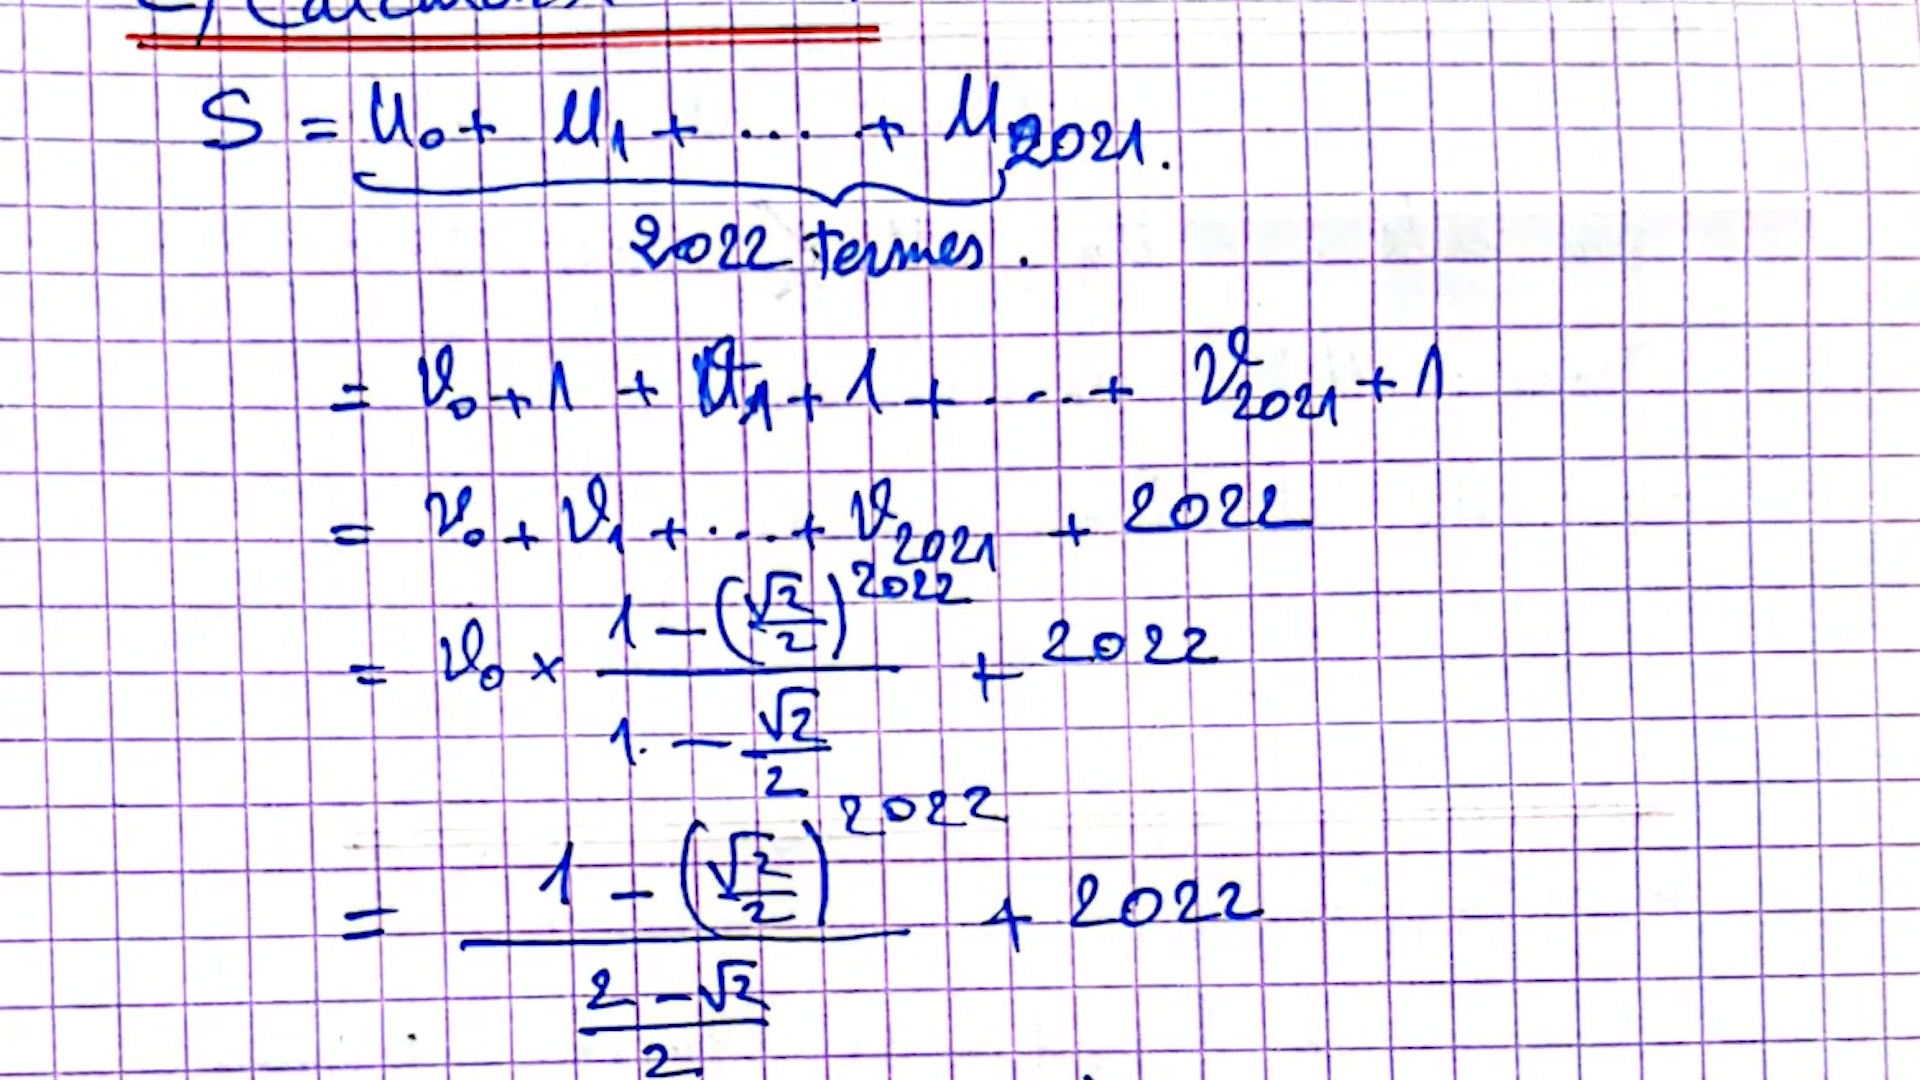 S = U₀ + U₁ + .... + U₂₀₂₁.
2022 termes.
= V₀ + 1 + V₁ + 1 + .... + V₂₀₂₁ + 1
= V₀ + V₁ + .... + V₂₀₂₁ + 2022
= V₀ × (1 - (√2/2)²⁰²²)/(1 - √2/2) + 2022
= (1 - (√2/2)²⁰²²)/((2 - √2)/2) + 2022